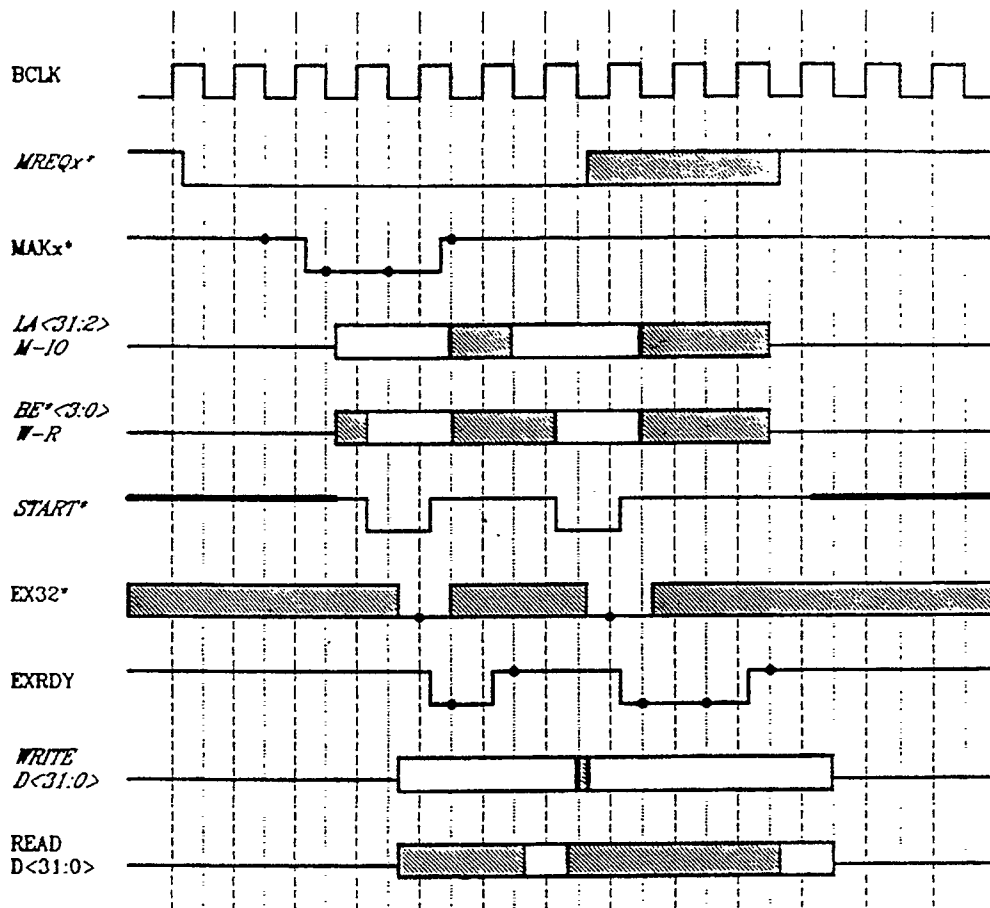 BCLK
MREQx*
MAKx*
LA<31:2>
M-IO
BE*<3:0>
W-R
START*
EX32*
EXRDY
WRITE
D<31:0>
READ
D<31:0>